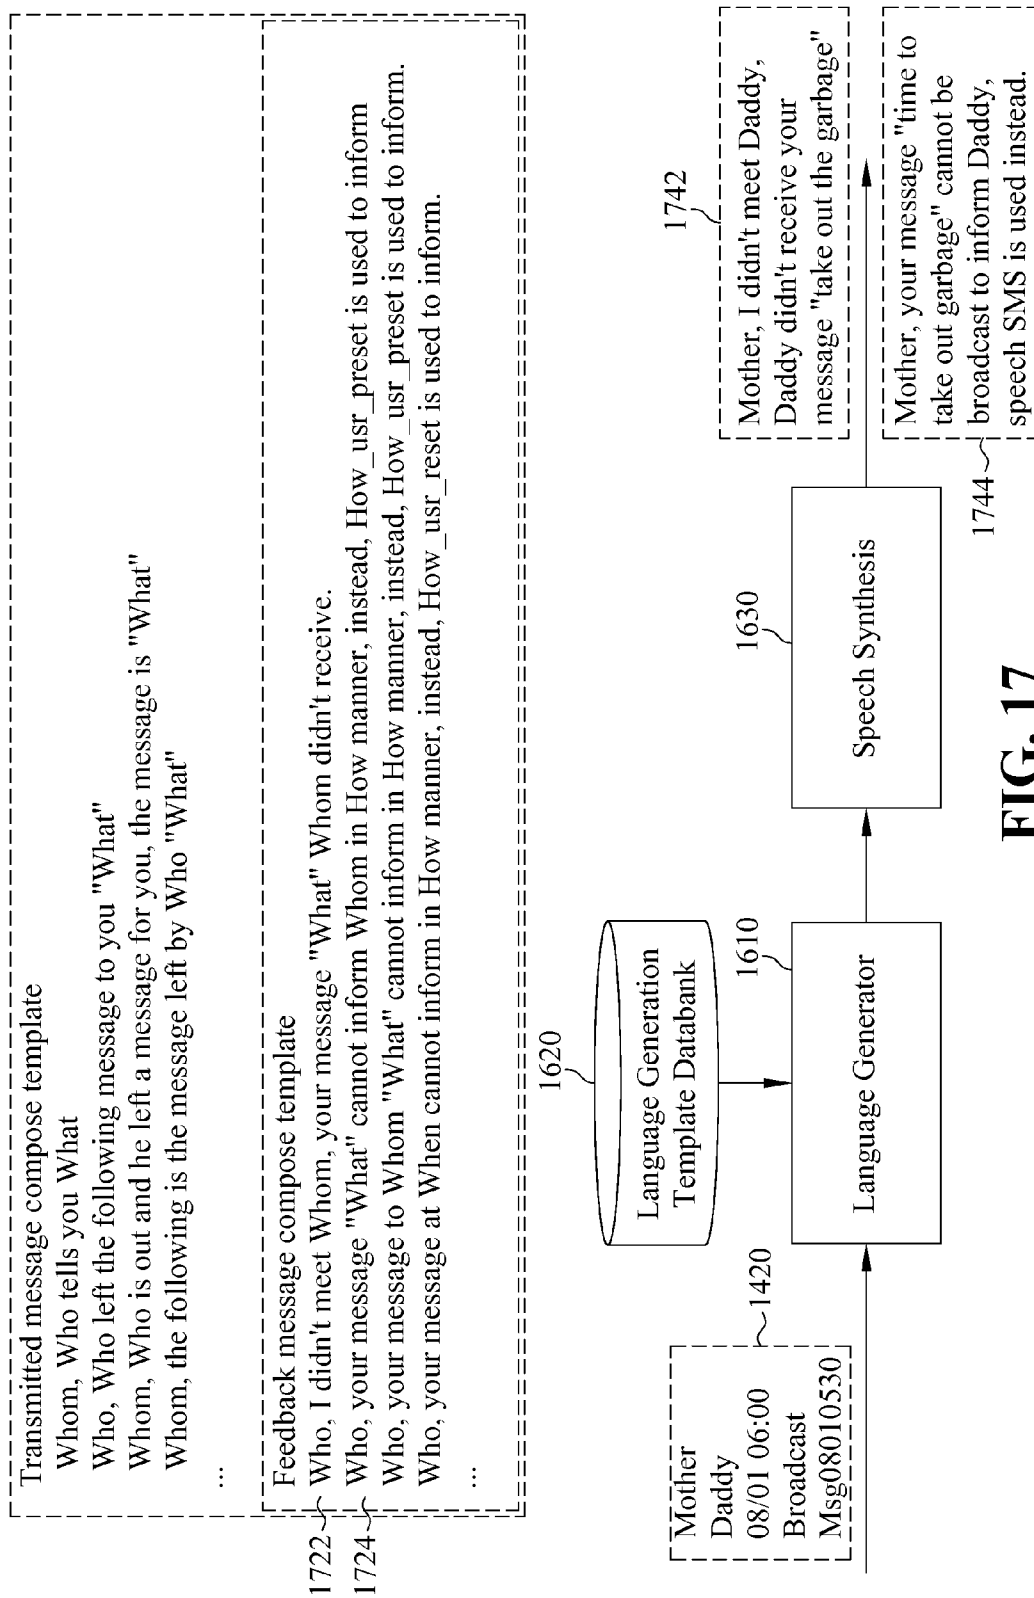 Transmitted message compose template
Whom, Who tells you What
Who, Who left the following message to you "What"
Whom, Who is out and he left a message for you, the message is "What"
Whom, the following is the message left by Who "What"
...
Feedback message compose template
1722
Who, I didn't meet Whom, your message "What" Whom didn't receive.
1724
Who, your message "What" cannot inform Whom in How manner, instead, How_usr_preset is used to inform
Who, your message to Whom "What" cannot inform in How manner, instead, How_usr_preset is used to inform.
Who, your message at When cannot inform in How manner, instead, How_usr_reset is used to inform.
...
1620
Language Generation
Template Databank
1420
Mother
Daddy
08/01 06:00
Broadcast
Msg08010530
1610
Language Generator
1630
Speech Synthesis
1742
Mother, I didn't meet Daddy,
Daddy didn't receive your
message "take out the garbage"
1744
Mother, your message "time to
take out garbage" cannot be
broadcast to inform Daddy,
speech SMS is used instead.
FIG. 17